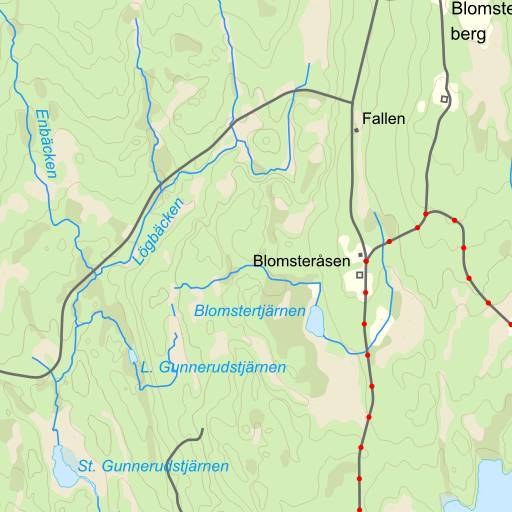 Blomste
berg
Fallen
Enbäcken
Lögbäcken
Blomsteråsen
Blomstertjärnen
L. Gunnerudstjärnen
St. Gunnerudstjärnen